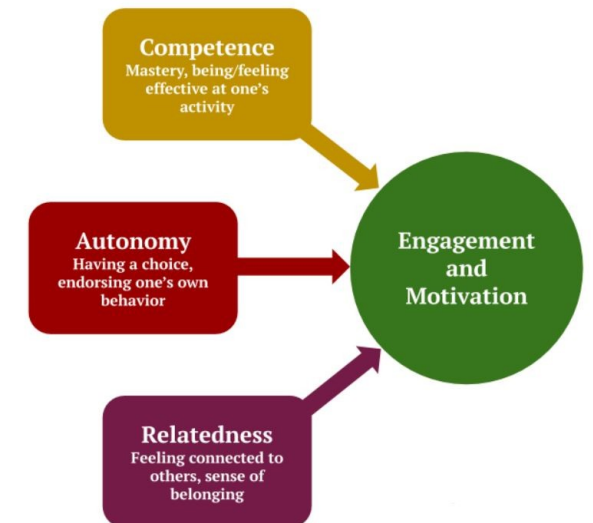 Competence
Mastery, being/feeling
effective at one's
activity
Autonomy
Having a choice,
endorsing one's own
behavior
Relatedness
Feeling connected to
others, sense of
belonging
Engagement
and
Motivation